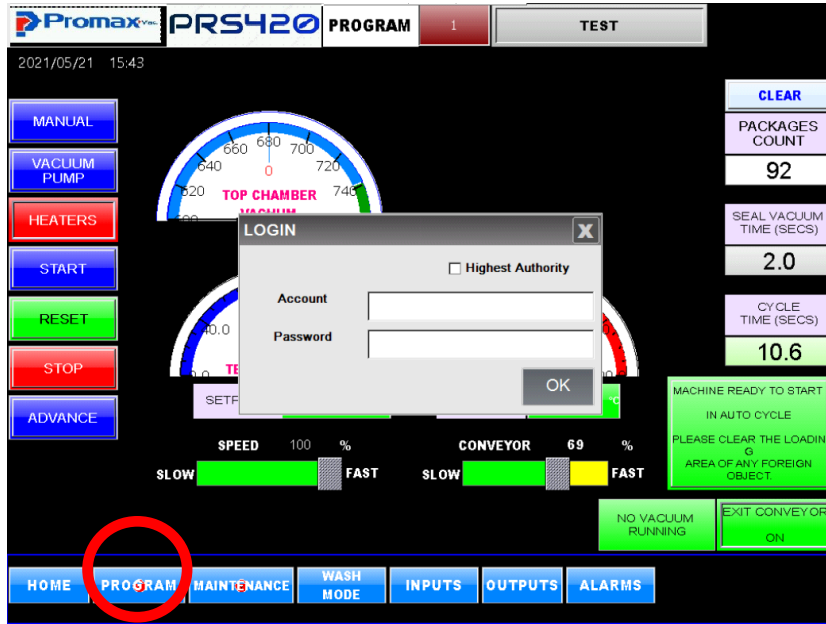 Promax Vac.
PRS420
PROGRAM
1
TEST
2021/05/21 15:43
CLEAR
MANUAL
PACKAGES
COUNT
92
VACUUM
PUMP
HEATERS
START
RESET
STOP
ADVANCE
640
660
680
700
720
620
740
600
0
TOP CHAMBER
VACUUM
LOGIN
X
Highest Authority
Account
Password
OK
SEAL VACUUM
TIME (SECS)
2.0
CYCLE
TIME (SECS)
10.6
MACHINE READY TO START
IN AUTO CYCLE
PLEASE CLEAR THE LOADIN
G
AREA OF ANY FOREIGN
OBJECT.
°C
SPEED 100 %
SLOW FAST
CONVEYOR 69 %
SLOW FAST
NO VACUUM
RUNNING
EXIT CONVEYOR
ON
HOME
PROGRAM
MAINTENANCE
WASH
MODE
INPUTS
OUTPUTS
ALARMS